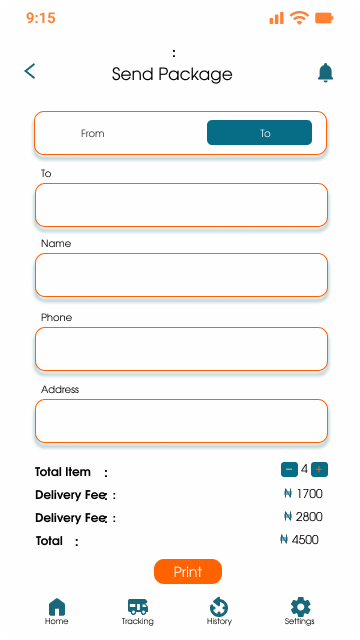 9:15
:
Send Package
From To
To
Name
Phone
Address
Total Item : − 4 +
Delivery Fee: : ₦ 1700
Delivery Fee: : ₦ 2800
Total : ₦ 4500
Print
Home Tracking History Settings